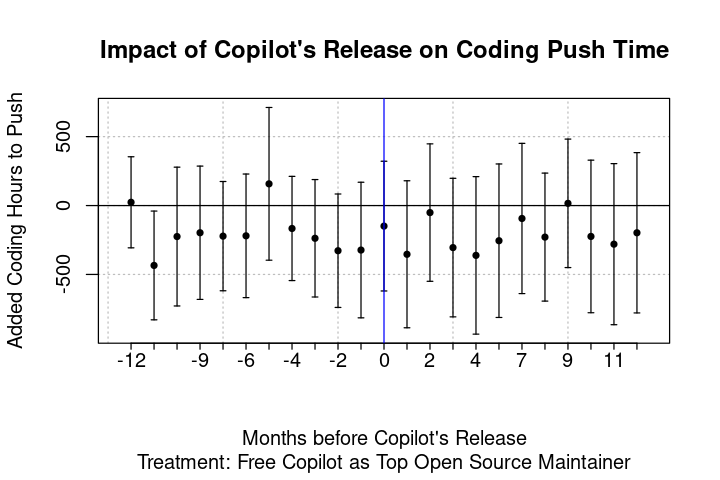 Impact of Copilot's Release on Coding Push Time
Added Coding Hours to Push
500
0
-500
-12 -9 -6 -4 -2 0 2 4 7 9 11
Months before Copilot's Release
Treatment: Free Copilot as Top Open Source Maintainer